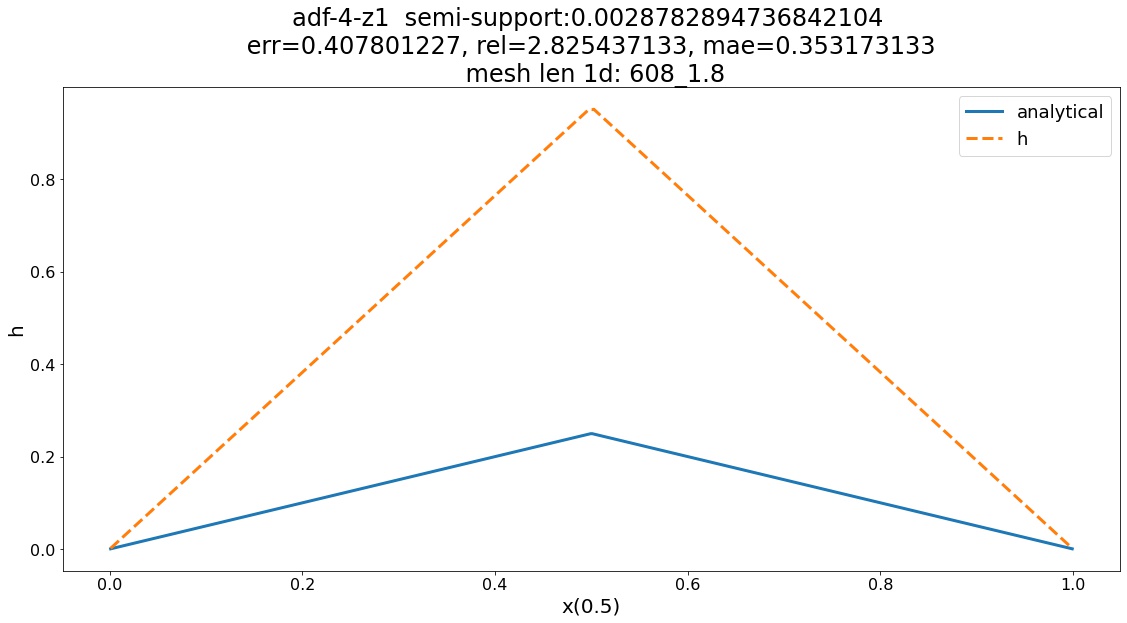 adf-4-z1  semi-support:0.0028782894736842104
err=0.407801227, rel=2.825437133, mae=0.353173133
mesh len 1d: 608_1.8
analytical
h
h
0.8
0.6
0.4
0.2
0.0
0.0 0.2 0.4 0.6 0.8 1.0
x(0.5)